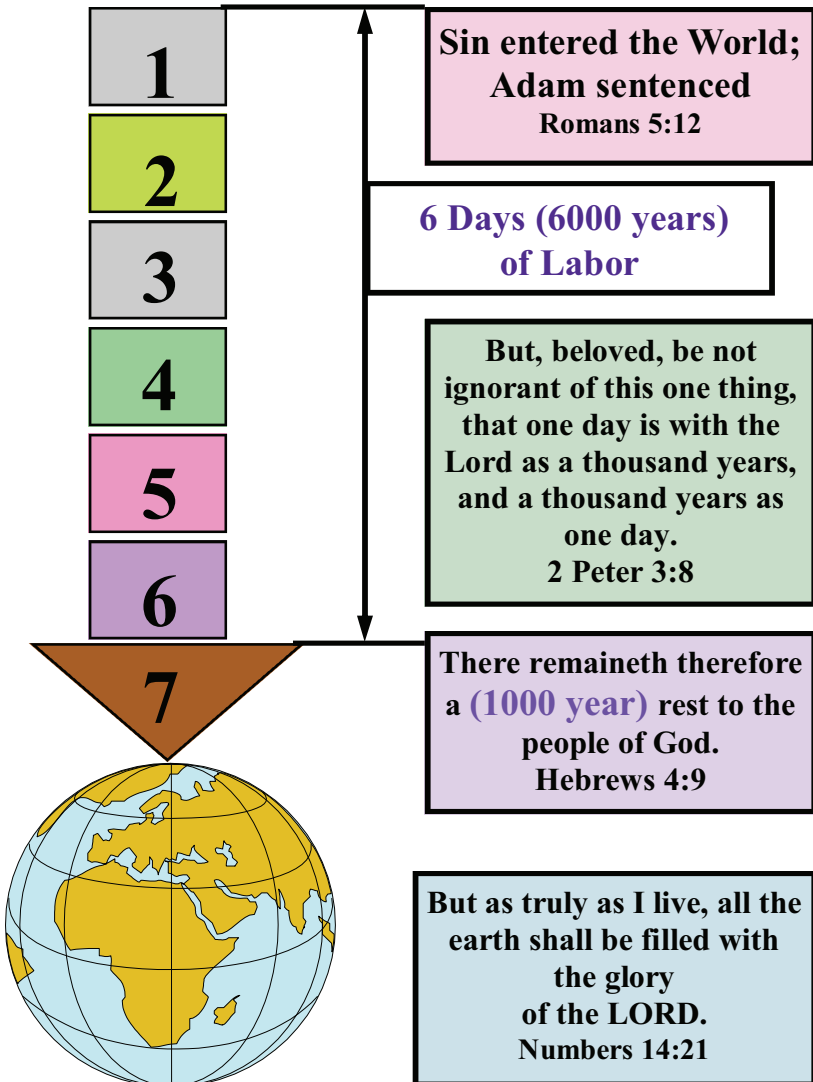 1
2
3
4
5
6
7
Sin entered the World;
Adam sentenced
Romans 5:12
6 Days (6000 years)
of Labor
But, beloved, be not
ignorant of this one thing,
that one day is with the
Lord as a thousand years,
and a thousand years as
one day.
2 Peter 3:8
There remaineth therefore
a (1000 year) rest to the
people of God.
Hebrews 4:9
But as truly as I live, all the
earth shall be filled with
the glory
of the LORD.
Numbers 14:21